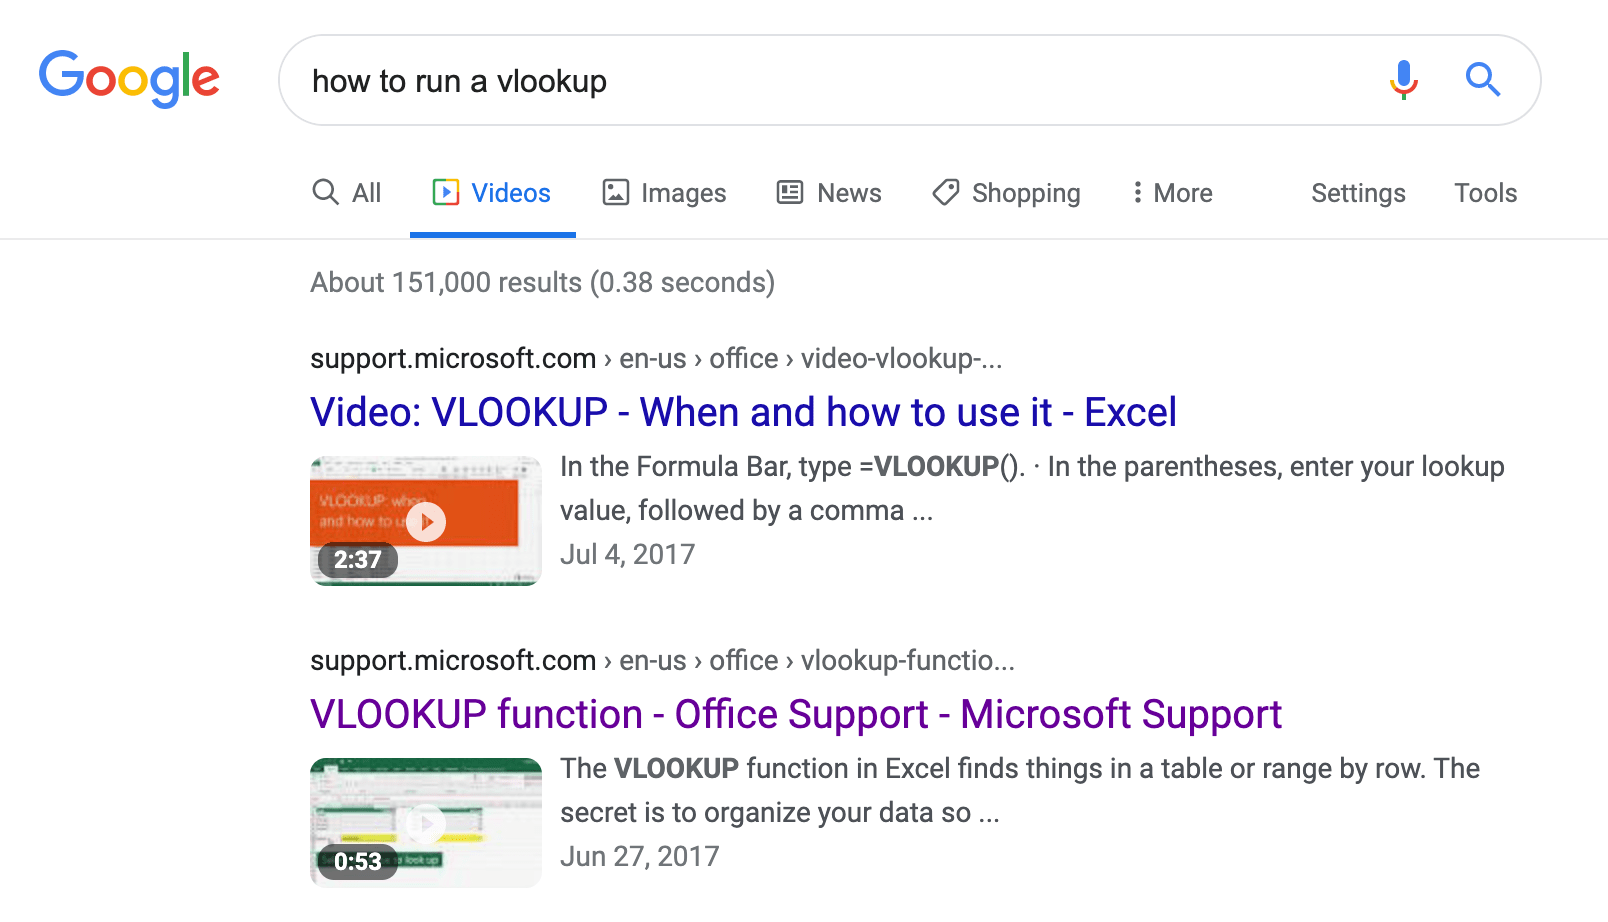 Google
how to run a vlookup
All Videos Images News Shopping More Settings Tools
About 151,000 results (0.38 seconds)
support.microsoft.com › en-us › office › video-vlookup-...
Video: VLOOKUP - When and how to use it - Excel
VLOOKUP: when
and how to use it
2:37
In the Formula Bar, type =VLOOKUP(). · In the parentheses, enter your lookup
value, followed by a comma ...
Jul 4, 2017
support.microsoft.com › en-us › office › vlookup-functio...
VLOOKUP function - Office Support - Microsoft Support
to look up
0:53
The VLOOKUP function in Excel finds things in a table or range by row. The
secret is to organize your data so ...
Jun 27, 2017